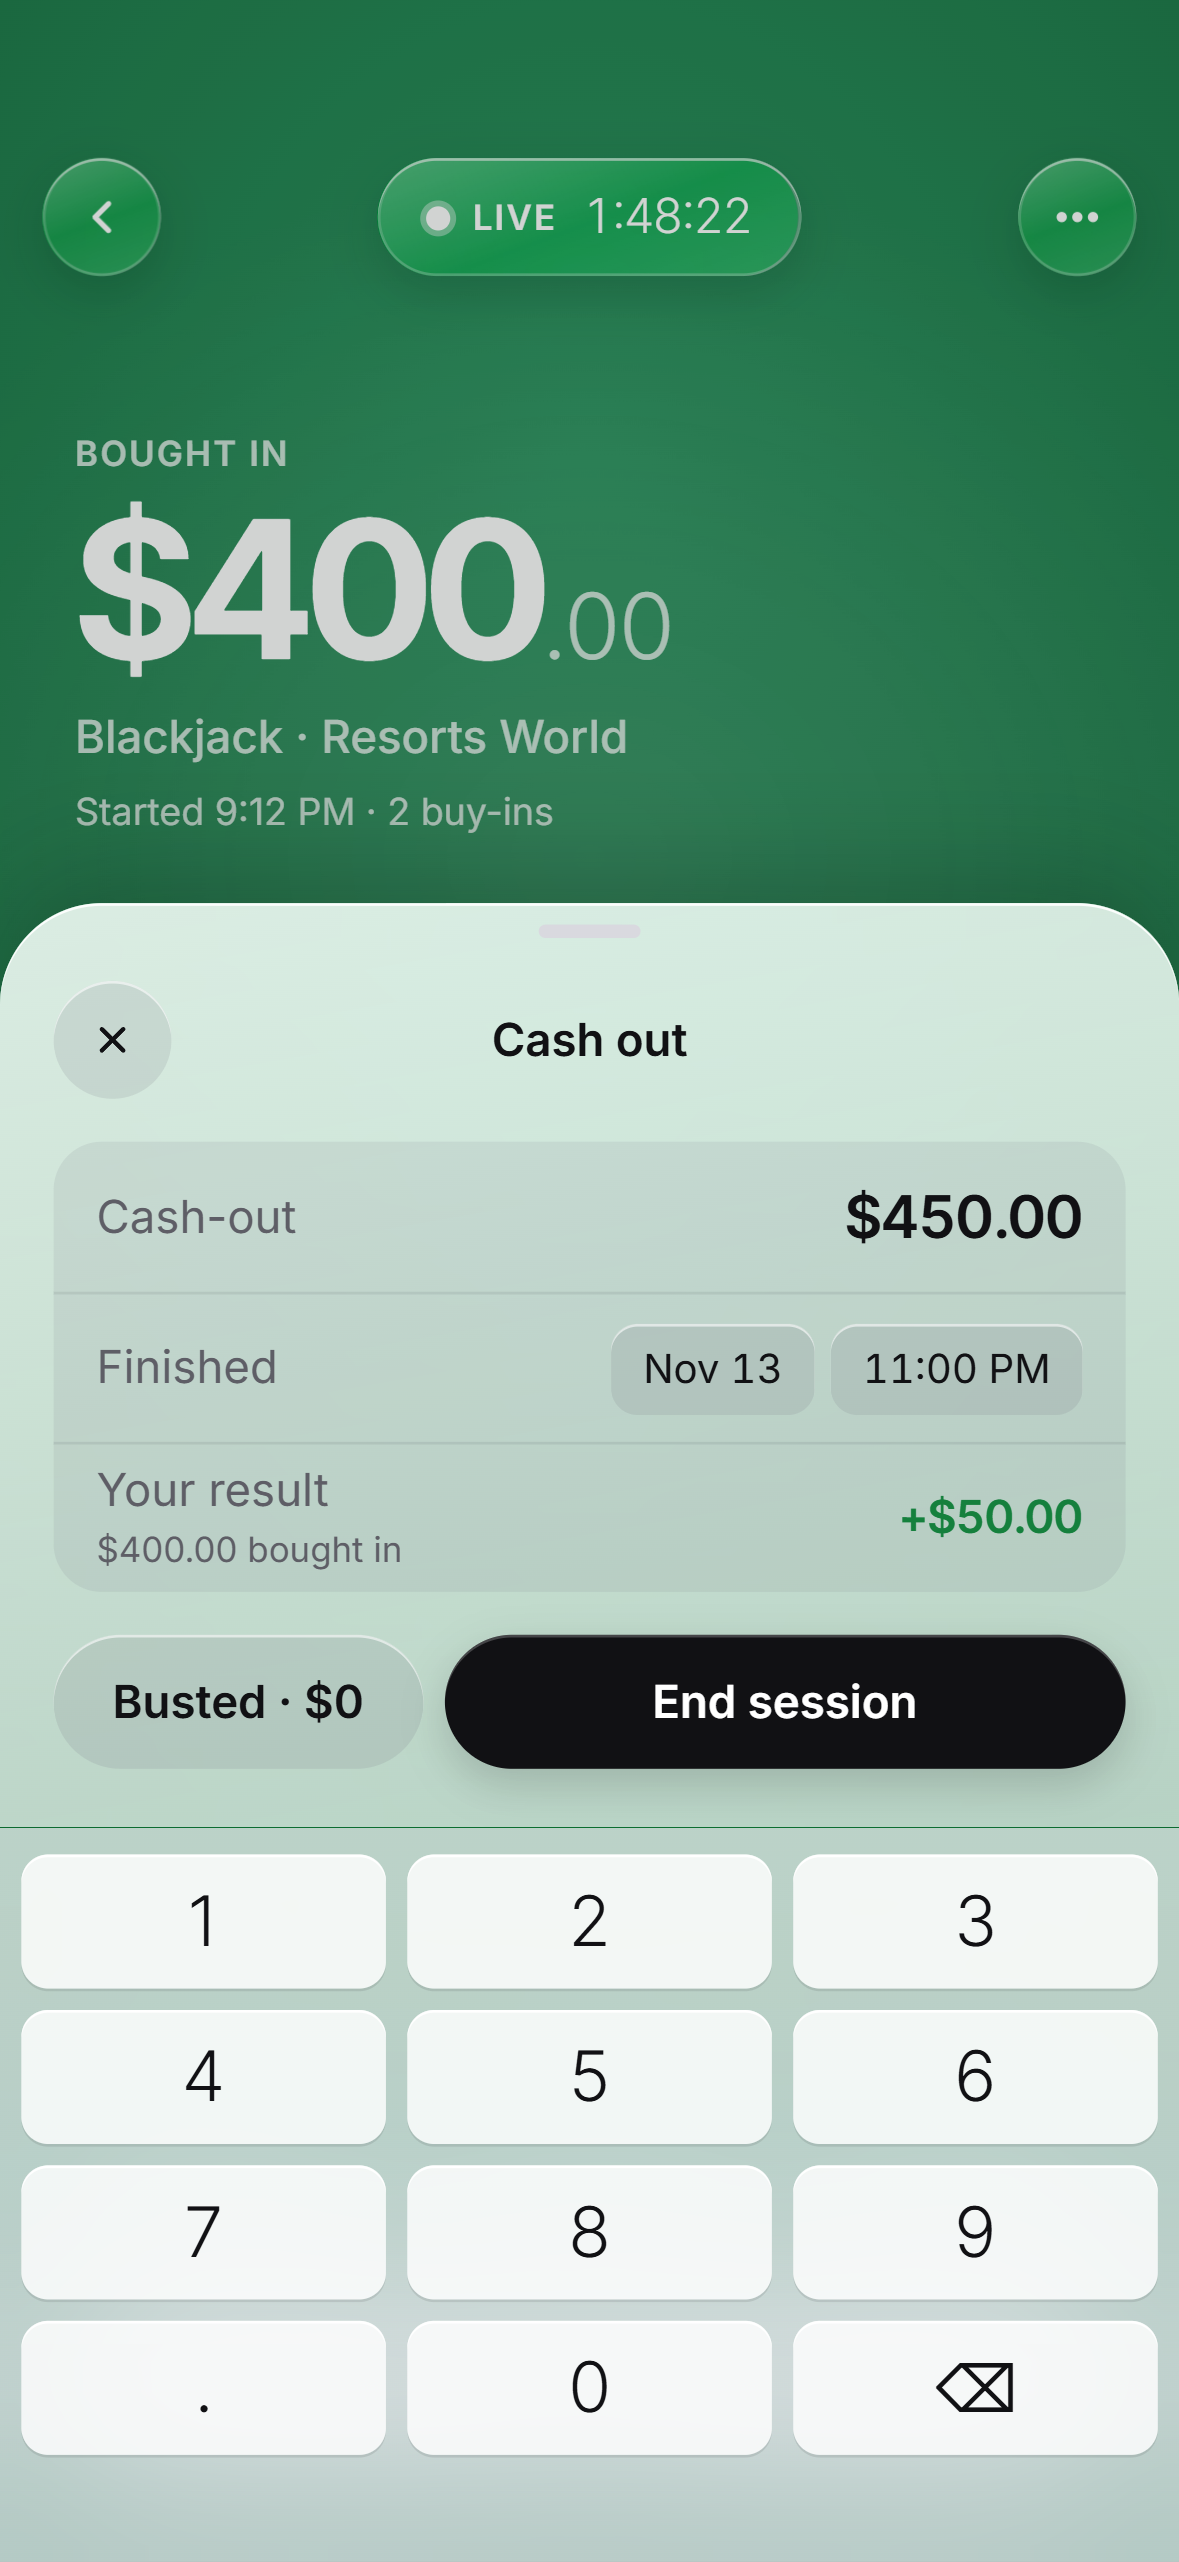 LIVE 1:48:22
BOUGHT IN
$400.00
Blackjack · Resorts World
Started 9:12 PM · 2 buy-ins
Cash out
Cash-out $450.00
Finished Nov 13 11:00 PM
Your result
$400.00 bought in
+$50.00
Busted · $0 End session
1 2 3
4 5 6
7 8 9
. 0